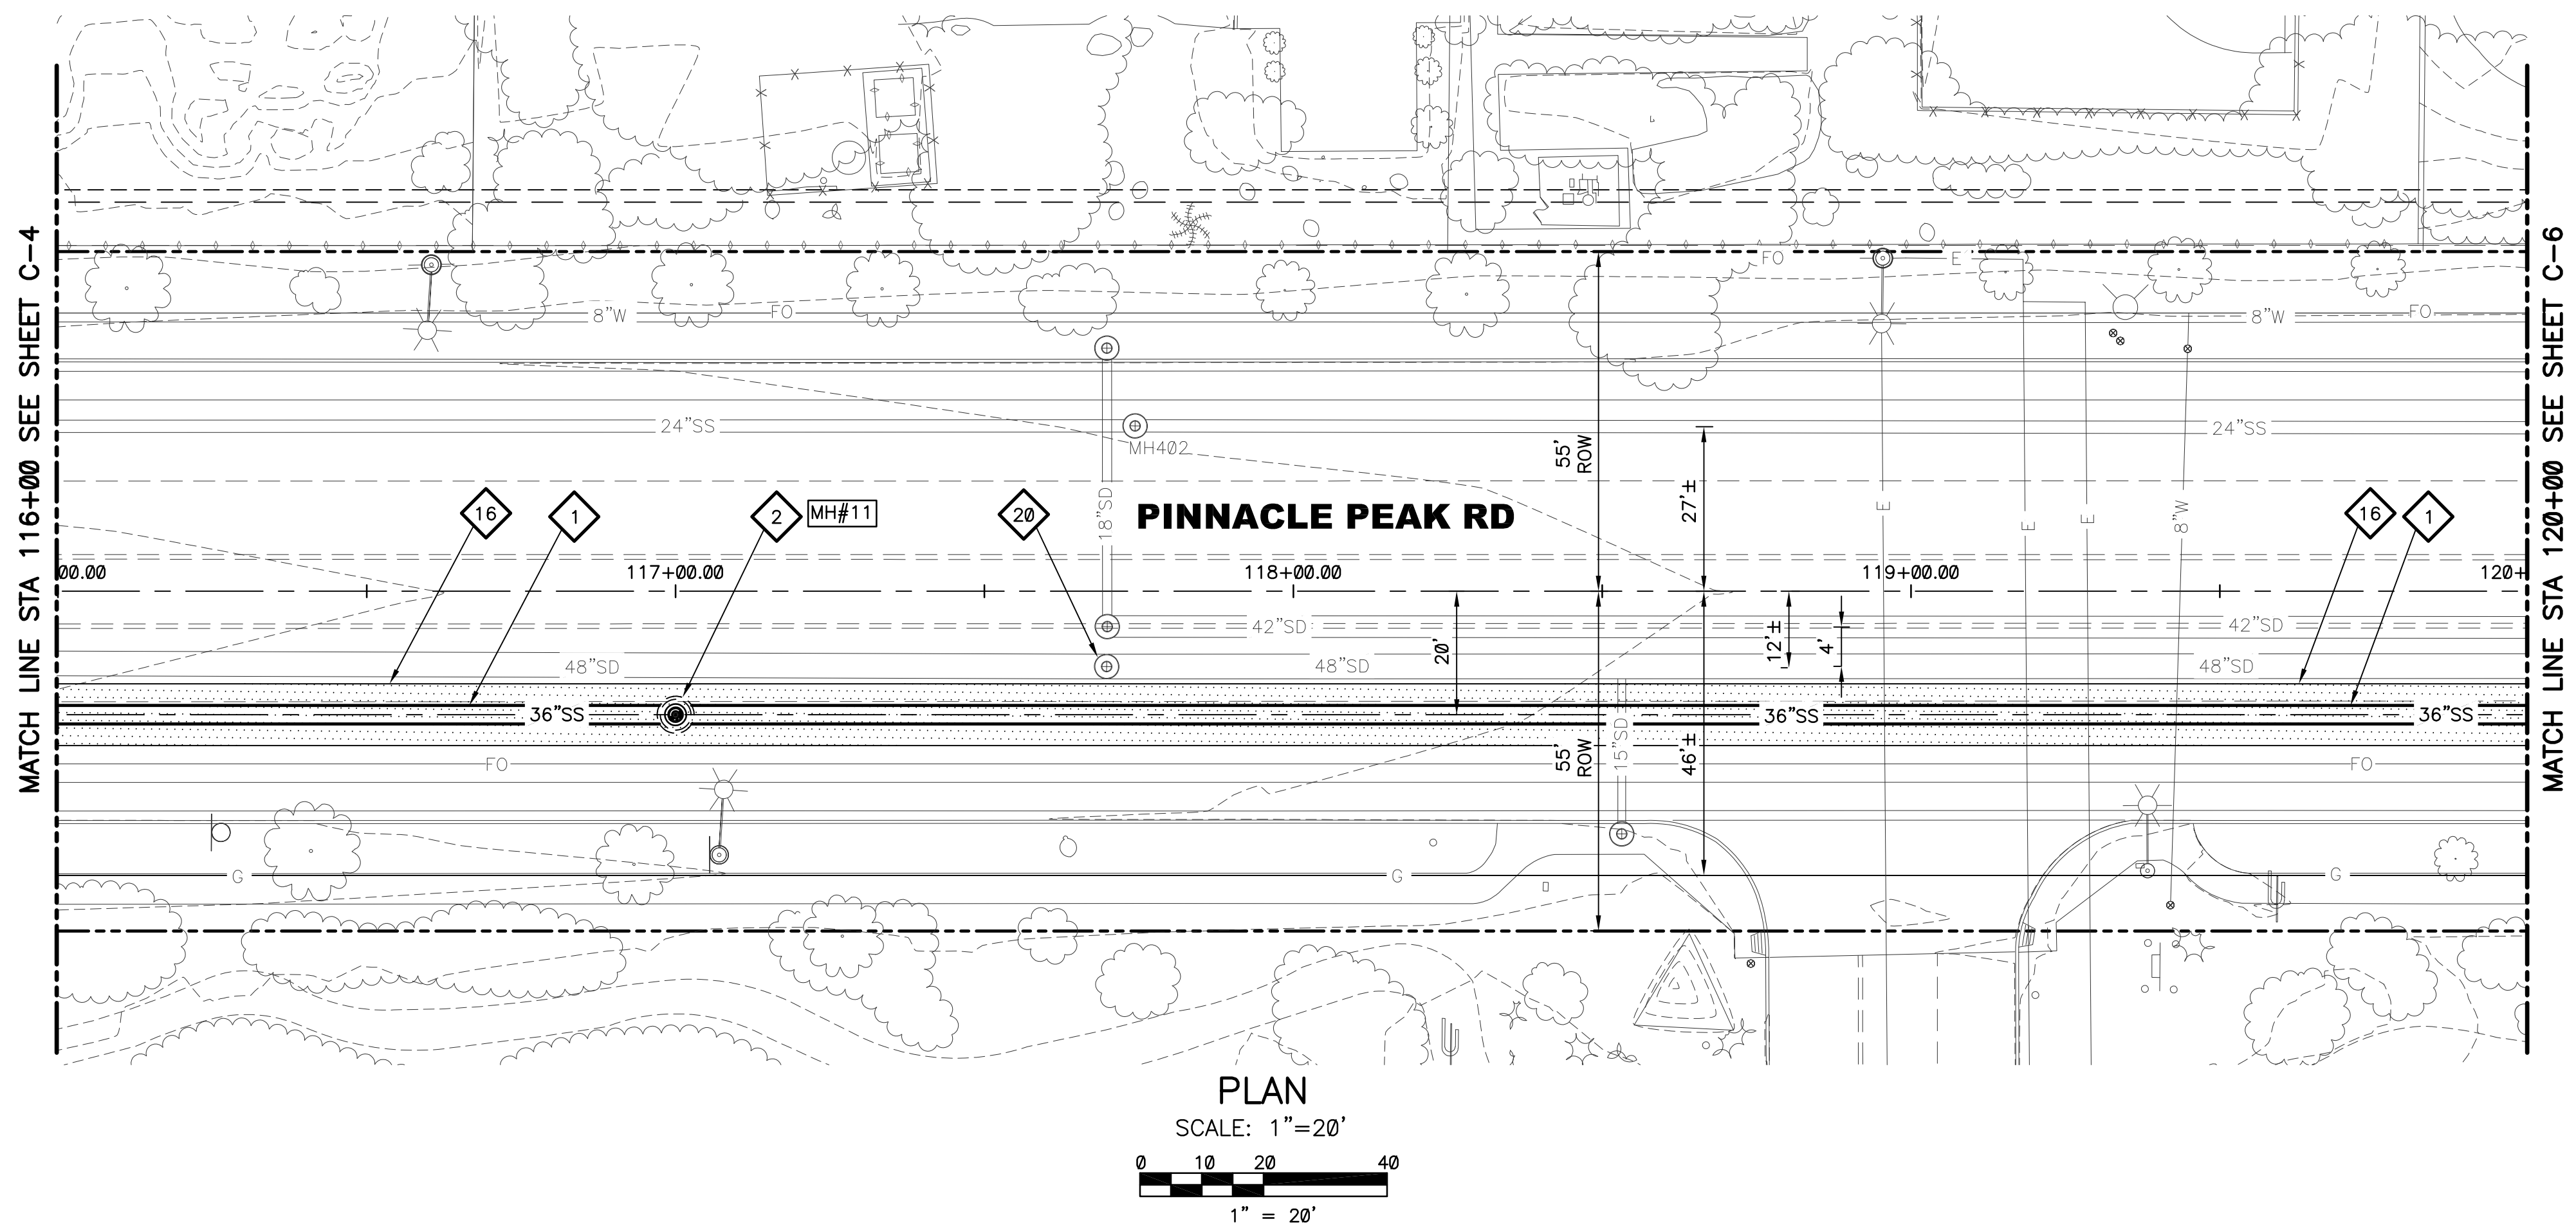 MATCH LINE STA 116+00 SEE SHEET C-4
MATCH LINE STA 120+00 SEE SHEET C-6
FO
E
8"W
FO
8"W
FO
24"SS
24"SS
MH402
55'
ROW
27'±
18"SD
E
E
E
8"W
16
1
2
MH#11
20
PINNACLE PEAK RD
16
1
00.00
117+00.00
118+00.00
119+00.00
120+
42"SD
42"SD
20'
12'±
4'
48"SD
48"SD
48"SD
36"SS
36"SS
36"SS
55'
ROW
15"SD
46'±
FO
FO
G
G
G
PLAN
SCALE: 1"=20'
0 10 20 40
1" = 20'